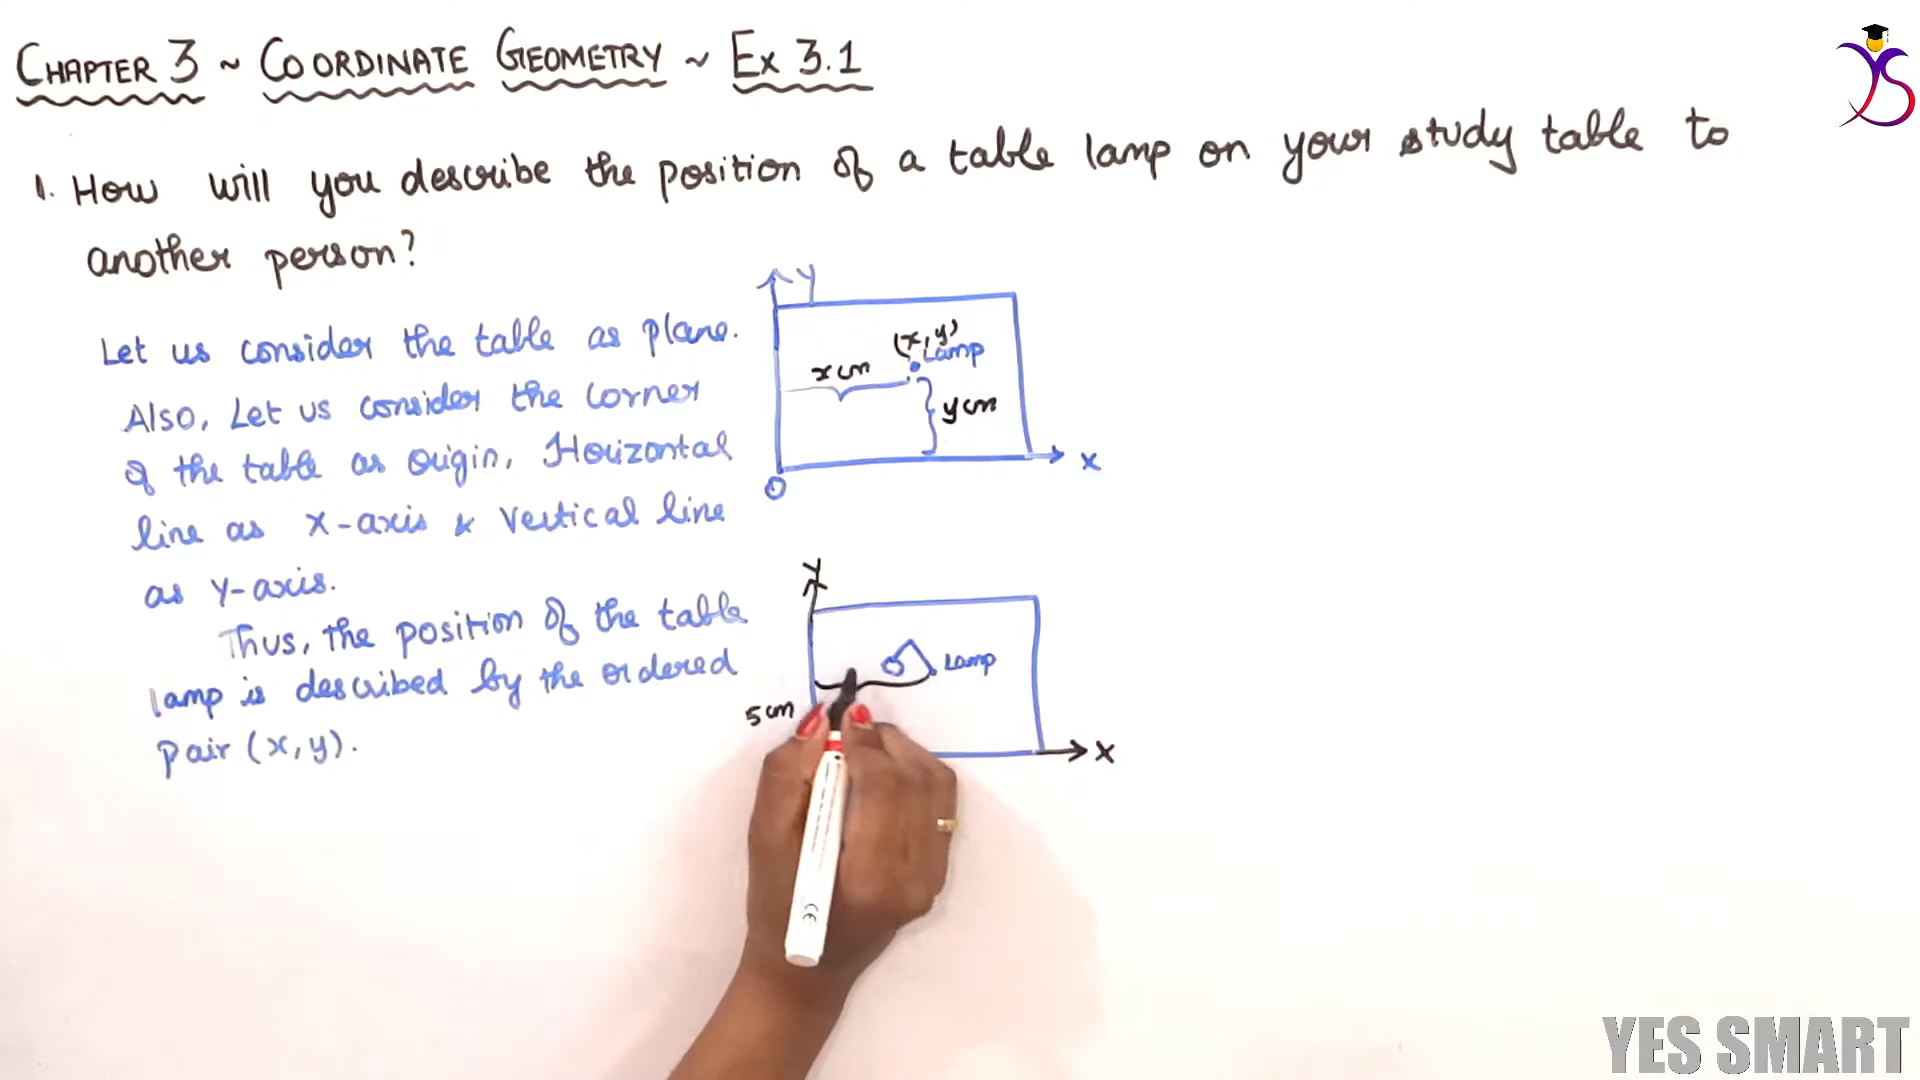 CHAPTER 3 ~ COORDINATE GEOMETRY ~ Ex 3.1
1. How will you describe the position of a table lamp on your study table to
another person?
Let us consider the table as plane.
Also, Let us consider the corner
of the table as origin, Horizontal
line as X-axis & Vertical line
as Y-axis.
Thus, the position of the table
lamp is described by the ordered
pair (x, y).
Y
(x, y)
Lamp
x cm
y cm
X
O
Y
Lamp
5 cm
X
CE
YS
YES SMART